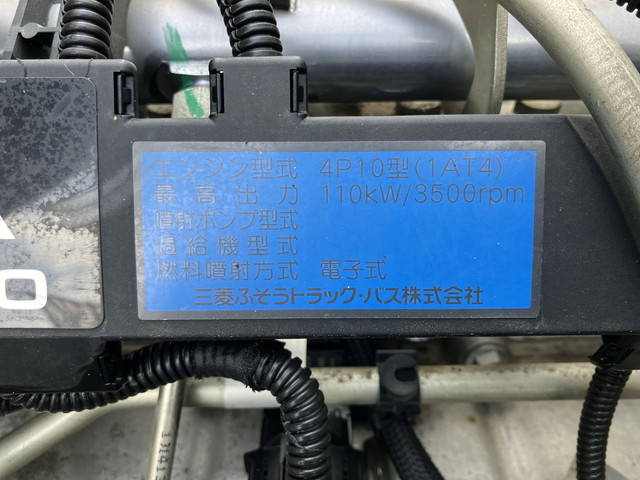 エンジン型式 4P10型(1AT4)
最高出力 110kW/3500rpm
噴射ポンプ型式
過給機型式
燃料噴射方式 電子式
三菱ふそうトラック・バス株式会社